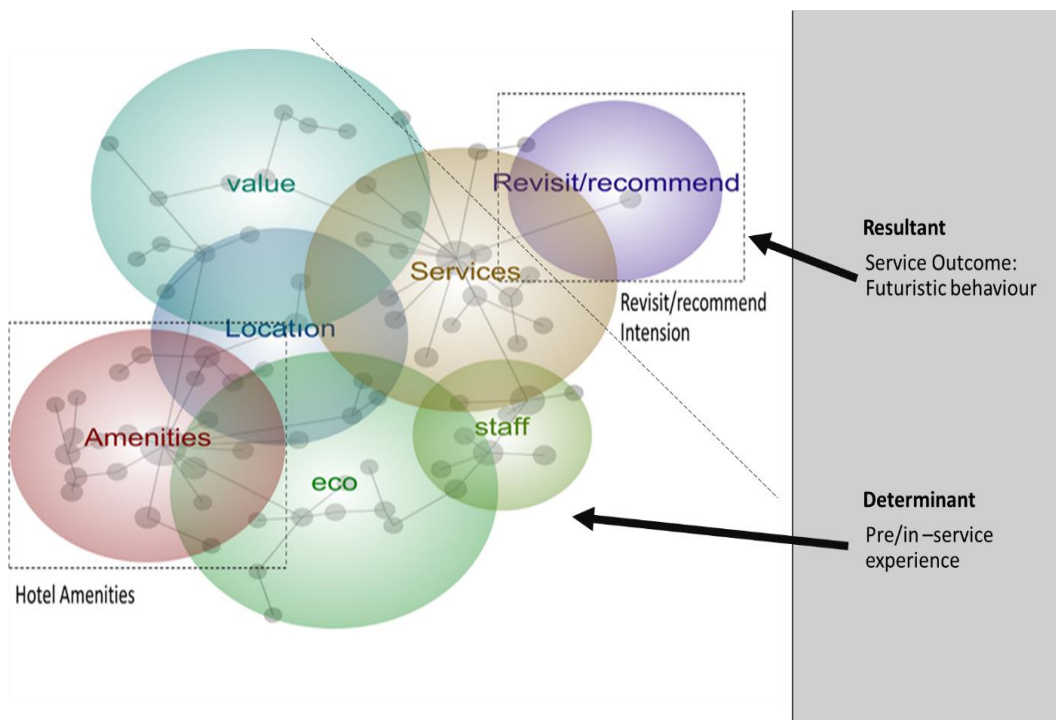 value
Revisit/recommend
Services
Revisit/recommend
Intension
Location
Amenities
staff
eco
Hotel Amenities
Resultant
Service Outcome:
Futuristic behaviour
Determinant
Pre/in –service
experience